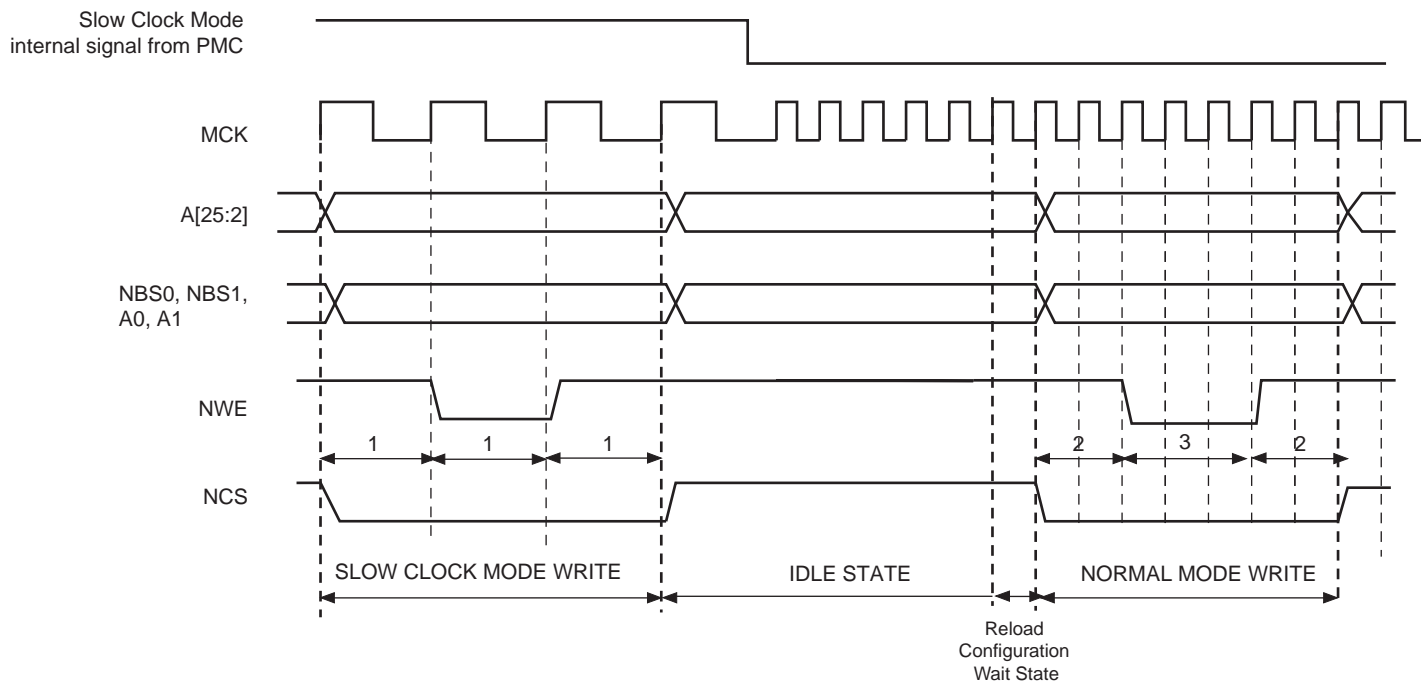 Slow Clock Mode
internal signal from PMC
MCK
A[25:2]
NBS0, NBS1,
A0, A1
NWE
1 1 1 2 3 2
NCS
SLOW CLOCK MODE WRITE IDLE STATE NORMAL MODE WRITE
Reload
Configuration
Wait State